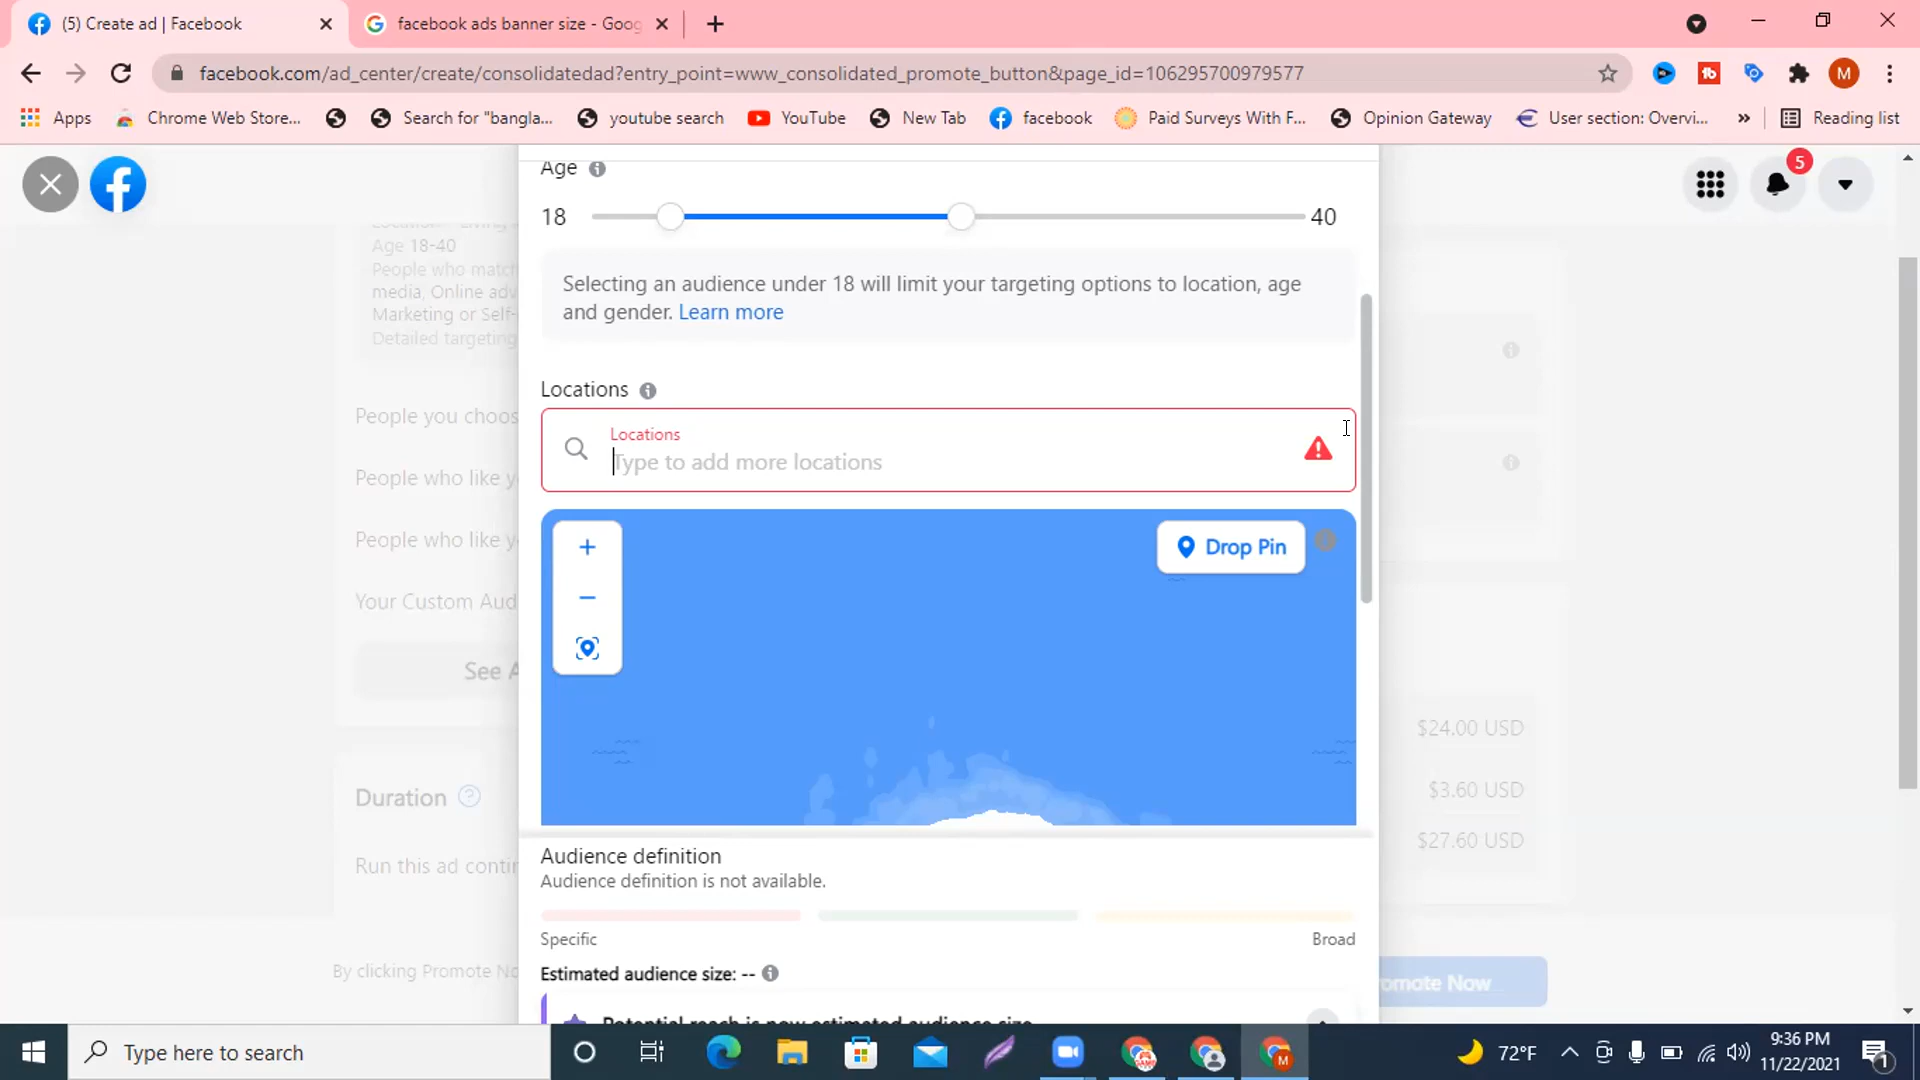 (5) Create ad | Facebook
facebook ads banner size - Goog
facebook.com/ad_center/create/consolidatedad?entry_point=www_consolidated_promote_button&page_id=106295700979577
M
Apps
Chrome Web Store...
Search for "bangla...
youtube search
YouTube
New Tab
facebook
Paid Surveys With F...
Opinion Gateway
User section: Overvi...
Reading list
5
Age
18
40
Selecting an audience under 18 will limit your targeting options to location, age
and gender. Learn more
Age 18-40
People who match
media, Online adv
Marketing or Self-
Detailed targeting
Locations
Locations
Type to add more locations
People you choos
People who like y
People who like y
Your Custom Aud
See A
Drop Pin
$24.00 USD
$3.60 USD
$27.60 USD
Duration
Run this ad conti
Audience definition
Audience definition is not available.
Specific
Broad
Estimated audience size: --
By clicking Promote No
omote Now
Potential reach is now estimated audience size
Type here to search
72°F
9:36 PM
11/22/2021
1